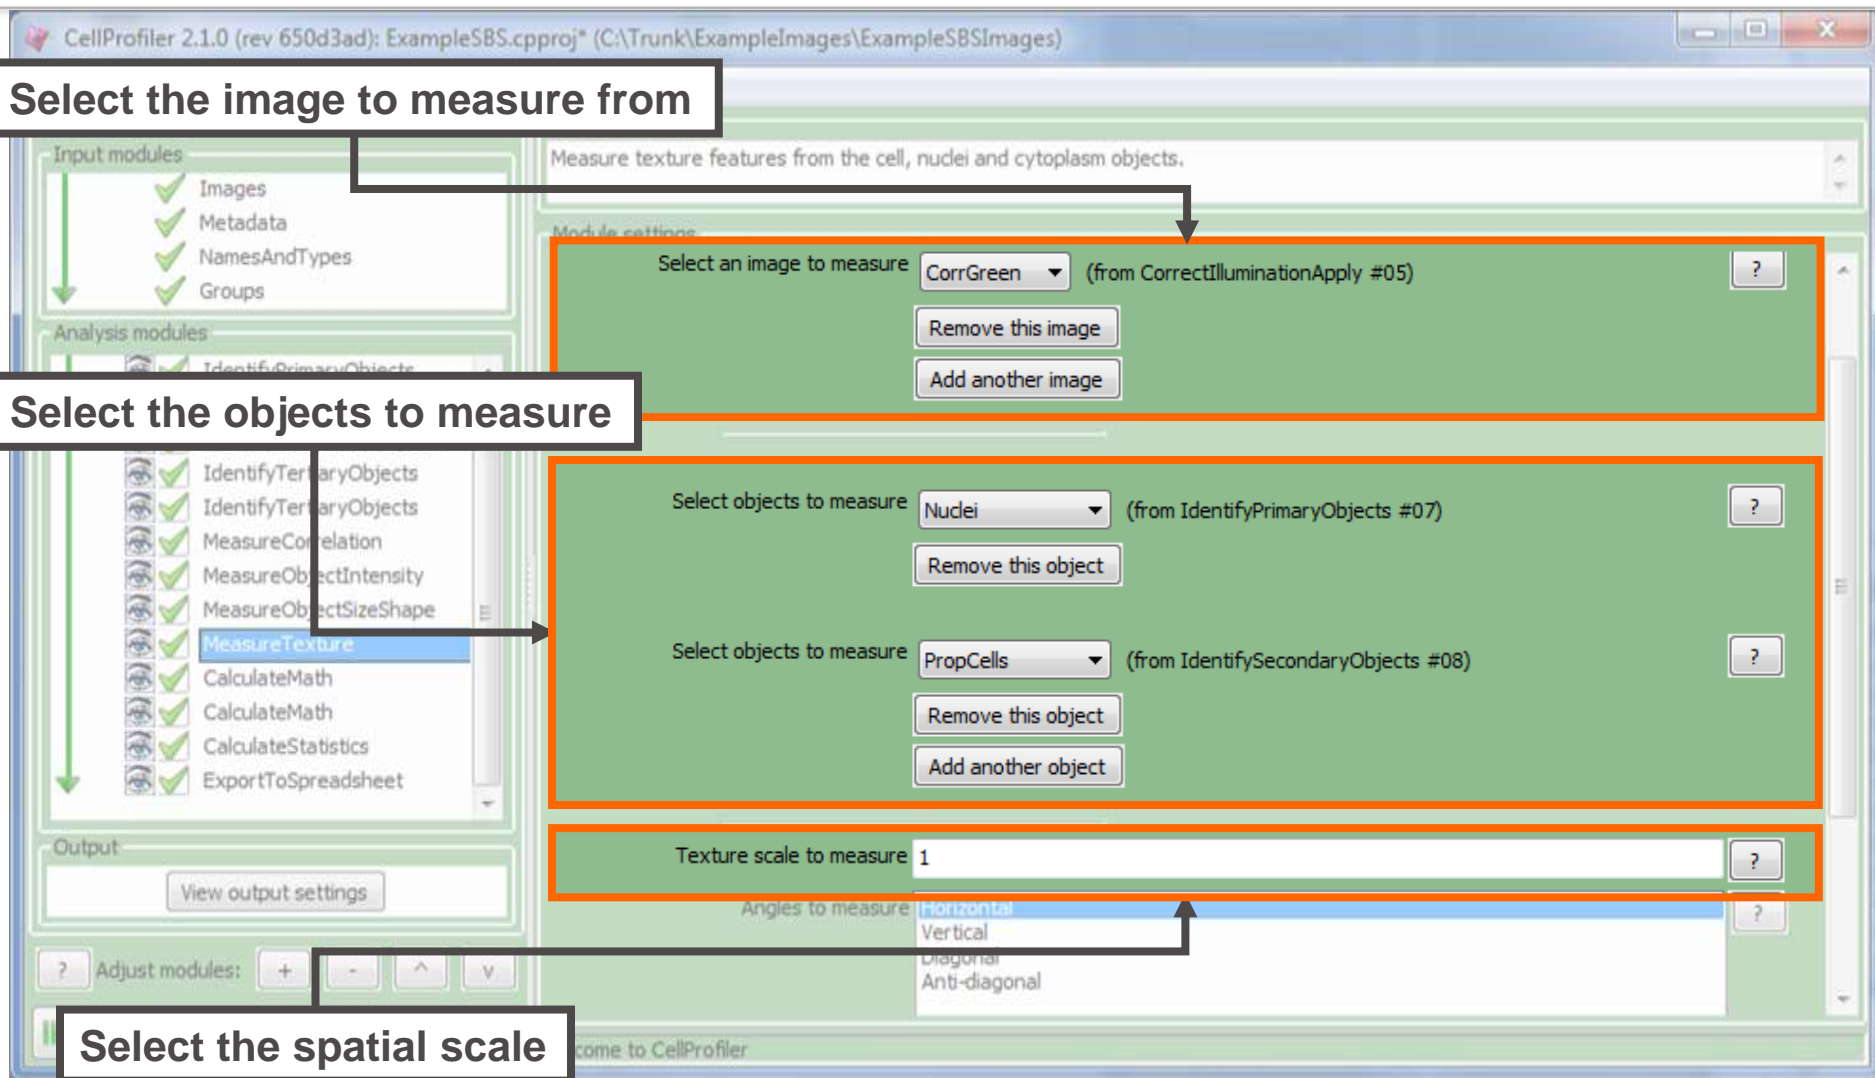 CellProfiler 2.1.0 (rev 650d3ad): ExampleSBS.cpproj* (C:\Trunk\ExampleImages\ExampleSBSImages)
Select the image to measure from
Input modules
Images
Metadata
NamesAndTypes
Groups
Analysis modules
IdentifyPrimaryObjects
Select the objects to measure
IdentifyTertiaryObjects
IdentifyTertiaryObjects
MeasureCorrelation
MeasureObjectIntensity
MeasureObjectSizeShape
MeasureTexture
CalculateMath
CalculateMath
CalculateStatistics
ExportToSpreadsheet
Output
View output settings
? Adjust modules: + - ^ v
Select the spatial scale
Measure texture features from the cell, nuclei and cytoplasm objects.
Module settings
Select an image to measure CorrGreen (from CorrectIlluminationApply #05) ?
Remove this image
Add another image
Select objects to measure Nuclei (from IdentifyPrimaryObjects #07) ?
Remove this object
Select objects to measure PropCells (from IdentifySecondaryObjects #08) ?
Remove this object
Add another object
Texture scale to measure 1 ?
Angles to measure Horizontal ?
Vertical
Diagonal
Anti-diagonal
come to CellProfiler